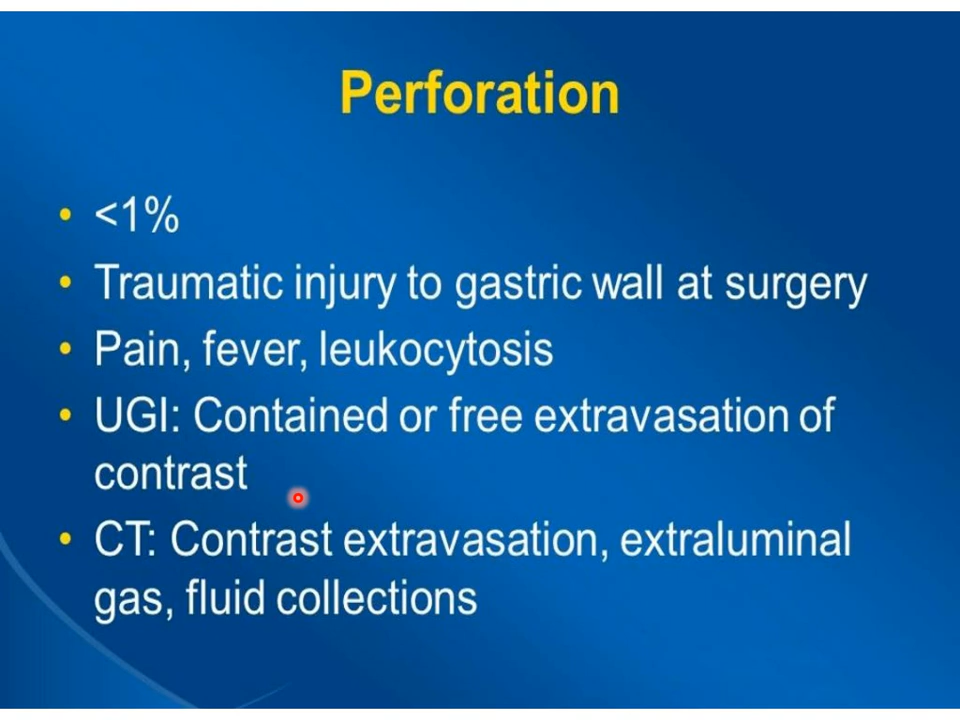 Perforation
• <1%
• Traumatic injury to gastric wall at surgery
• Pain, fever, leukocytosis
• UGI: Contained or free extravasation of
contrast
• CT: Contrast extravasation, extraluminal
gas, fluid collections